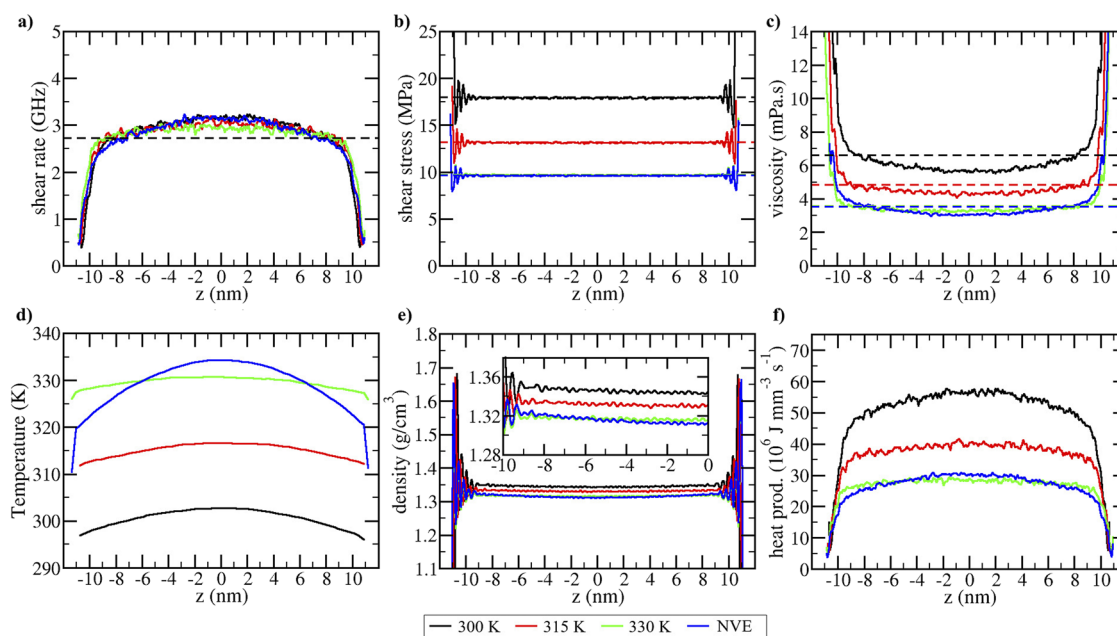 a) b) c)
5 4 3 2 1 0
shear rate (GHz)
-10 -8 -6 -4 -2 0 2 4 6 8 10
z (nm)
25 20 15 10 5 0
shear stress (MPa)
-10 -8 -6 -4 -2 0 2 4 6 8 10
z (nm)
14 12 10 8 6 4 2 0
viscosity (mPa.s)
-10 -8 -6 -4 -2 0 2 4 6 8 10
z (nm)
d) e) f)
340 330 320 310 300 290
Temperature (K)
-10 -8 -6 -4 -2 0 2 4 6 8 10
z (nm)
1.8 1.7 1.6 1.5 1.4 1.3 1.2 1.1
density (g/cm³)
1.36 1.32 1.28
-10 -8 -6 -4 -2 0
-10 -8 -6 -4 -2 0 2 4 6 8 10
z (nm)
75 70 60 50 40 30 20 10 0
heat prod. (10⁶ J mm⁻³ s⁻¹)
-10 -8 -6 -4 -2 0 2 4 6 8 10
z (nm)
300 K 315 K 330 K NVE